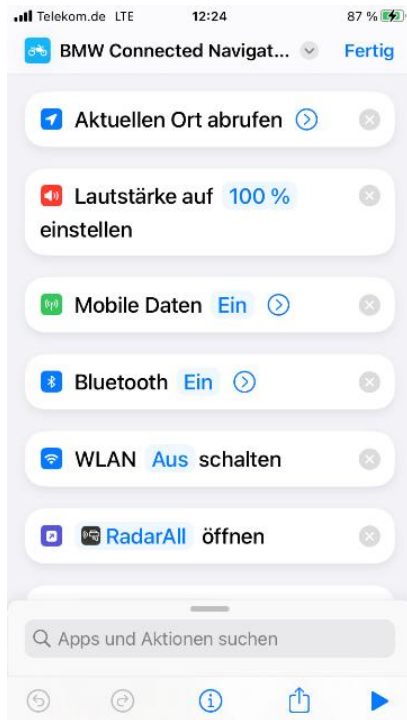 Telekom.de LTE 12:24 87 %
BMW Connected Navigat... Fertig
Aktuellen Ort abrufen
Lautstärke auf 100 %
einstellen
Mobile Daten Ein
Bluetooth Ein
WLAN Aus schalten
RadarAll öffnen
Apps und Aktionen suchen